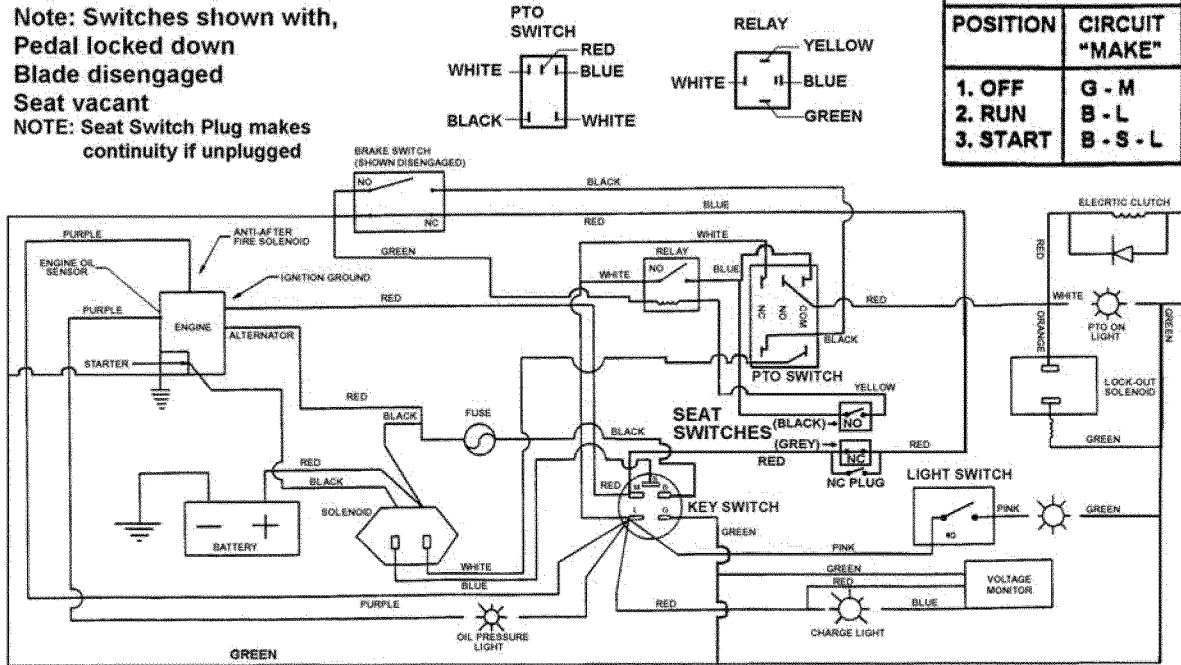 Note: Switches shown with,
Pedal locked down
Blade disengaged
Seat vacant
NOTE: Seat Switch Plug makes
continuity if unplugged
PTO
SWITCH
RED
WHITE
BLUE
BLACK
WHITE
RELAY
YELLOW
WHITE
BLUE
GREEN
POSITION
CIRCUIT
"MAKE"
1. OFF G - M
2. RUN B - L
3. START B - S - L
BRAKE SWITCH
(SHOWN DISENGAGED)
NO
NC
BLACK
BLUE
RED
ELECRTIC CLUTCH
PURPLE
ANTI-AFTER
FIRE SOLENOID
GREEN
WHITE
RELAY
NO
WHITE
BLUE
RED
ENGINE OIL
SENSOR
IGNITION GROUND
RED
PURPLE
ENGINE
ALTERNATOR
STARTER
NC
NO
COM
RED
BLACK
PTO SWITCH
WHITE
PTO ON
LIGHT
ORANGE
GREEN
LOCK-OUT
SOLENOID
GREEN
YELLOW
RED
BLACK
FUSE
BLACK
SEAT
SWITCHES
(BLACK)
NO
(GREY)
NC
RED
RED
NC PLUG
LIGHT SWITCH
RED
BLACK
SOLENOID
BATTERY
RED
M
B
L
G
KEY SWITCH
GREEN
PINK
GREEN
PINK
WHITE
BLUE
PURPLE
OIL PRESSURE
LIGHT
GREEN
RED
RED
BLUE
CHARGE LIGHT
VOLTAGE
MONITOR
GREEN